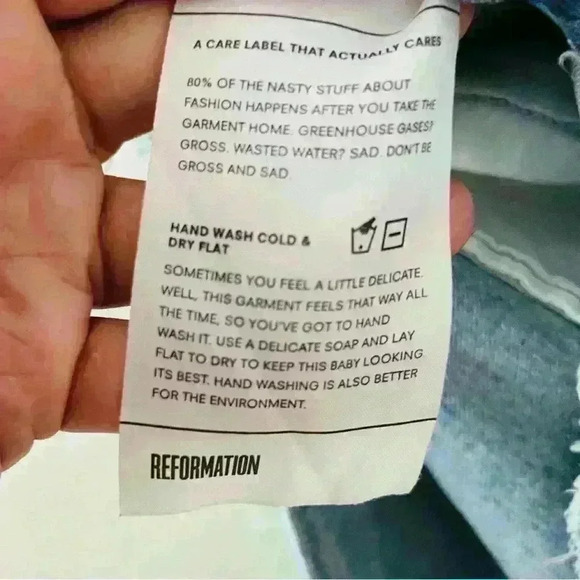 A CARE LABEL THAT ACTUALLY CARES
80% OF THE NASTY STUFF ABOUT
FASHION HAPPENS AFTER YOU TAKE THE
GARMENT HOME. GREENHOUSE GASES?
GROSS. WASTED WATER? SAD. DON'T BE
GROSS AND SAD.
HAND WASH COLD &
DRY FLAT
SOMETIMES YOU FEEL A LITTLE DELICATE.
WELL, THIS GARMENT FEELS THAT WAY ALL
THE TIME, SO YOU'VE GOT TO HAND
WASH IT. USE A DELICATE SOAP AND LAY
FLAT TO DRY TO KEEP THIS BABY LOOKING
ITS BEST. HAND WASHING IS ALSO BETTER
FOR THE ENVIRONMENT.
REFORMATION